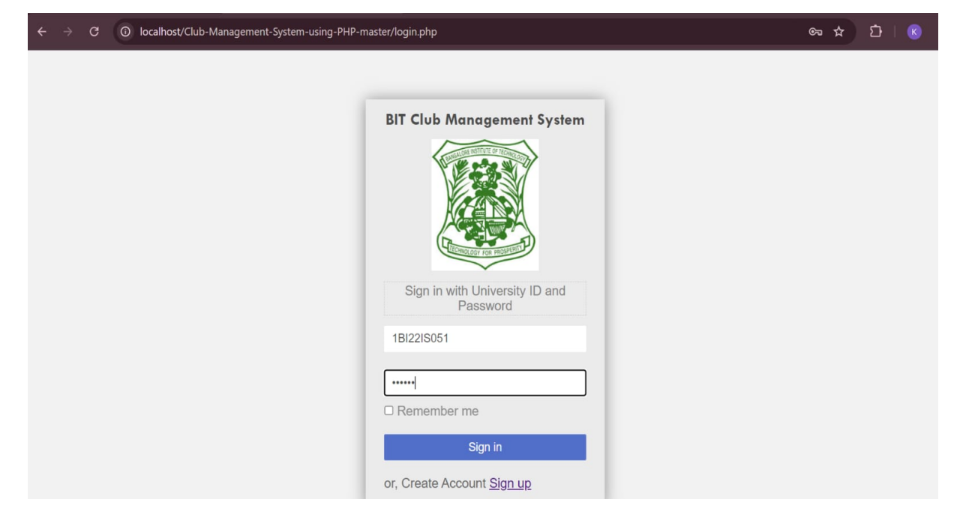 localhost/Club-Management-System-using-PHP-master/login.php
K
BIT Club Management System
BANGALORE INSTITUTE OF TECHNOLOGY
TECHNOLOGY FOR PROSPERITY
Sign in with University ID and
Password
1BI22IS051
••••••
Remember me
Sign in
or, Create Account Sign up